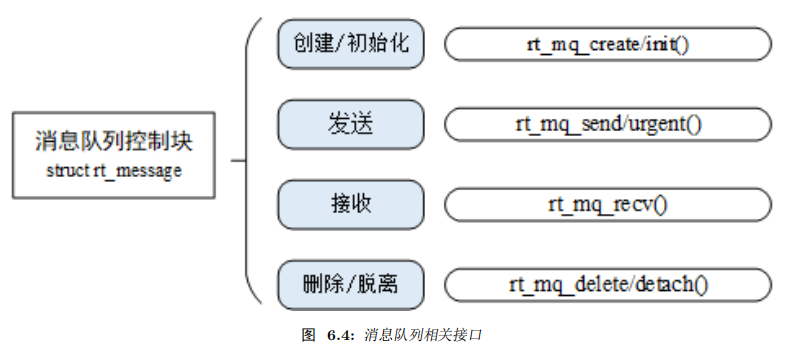 消息队列控制块
struct rt_message
创建/初始化
rt_mq_create/init()
发送
rt_mq_send/urgent()
接收
rt_mq_recv()
删除/脱离
rt_mq_delete/detach()
图 6.4: 消息队列相关接口